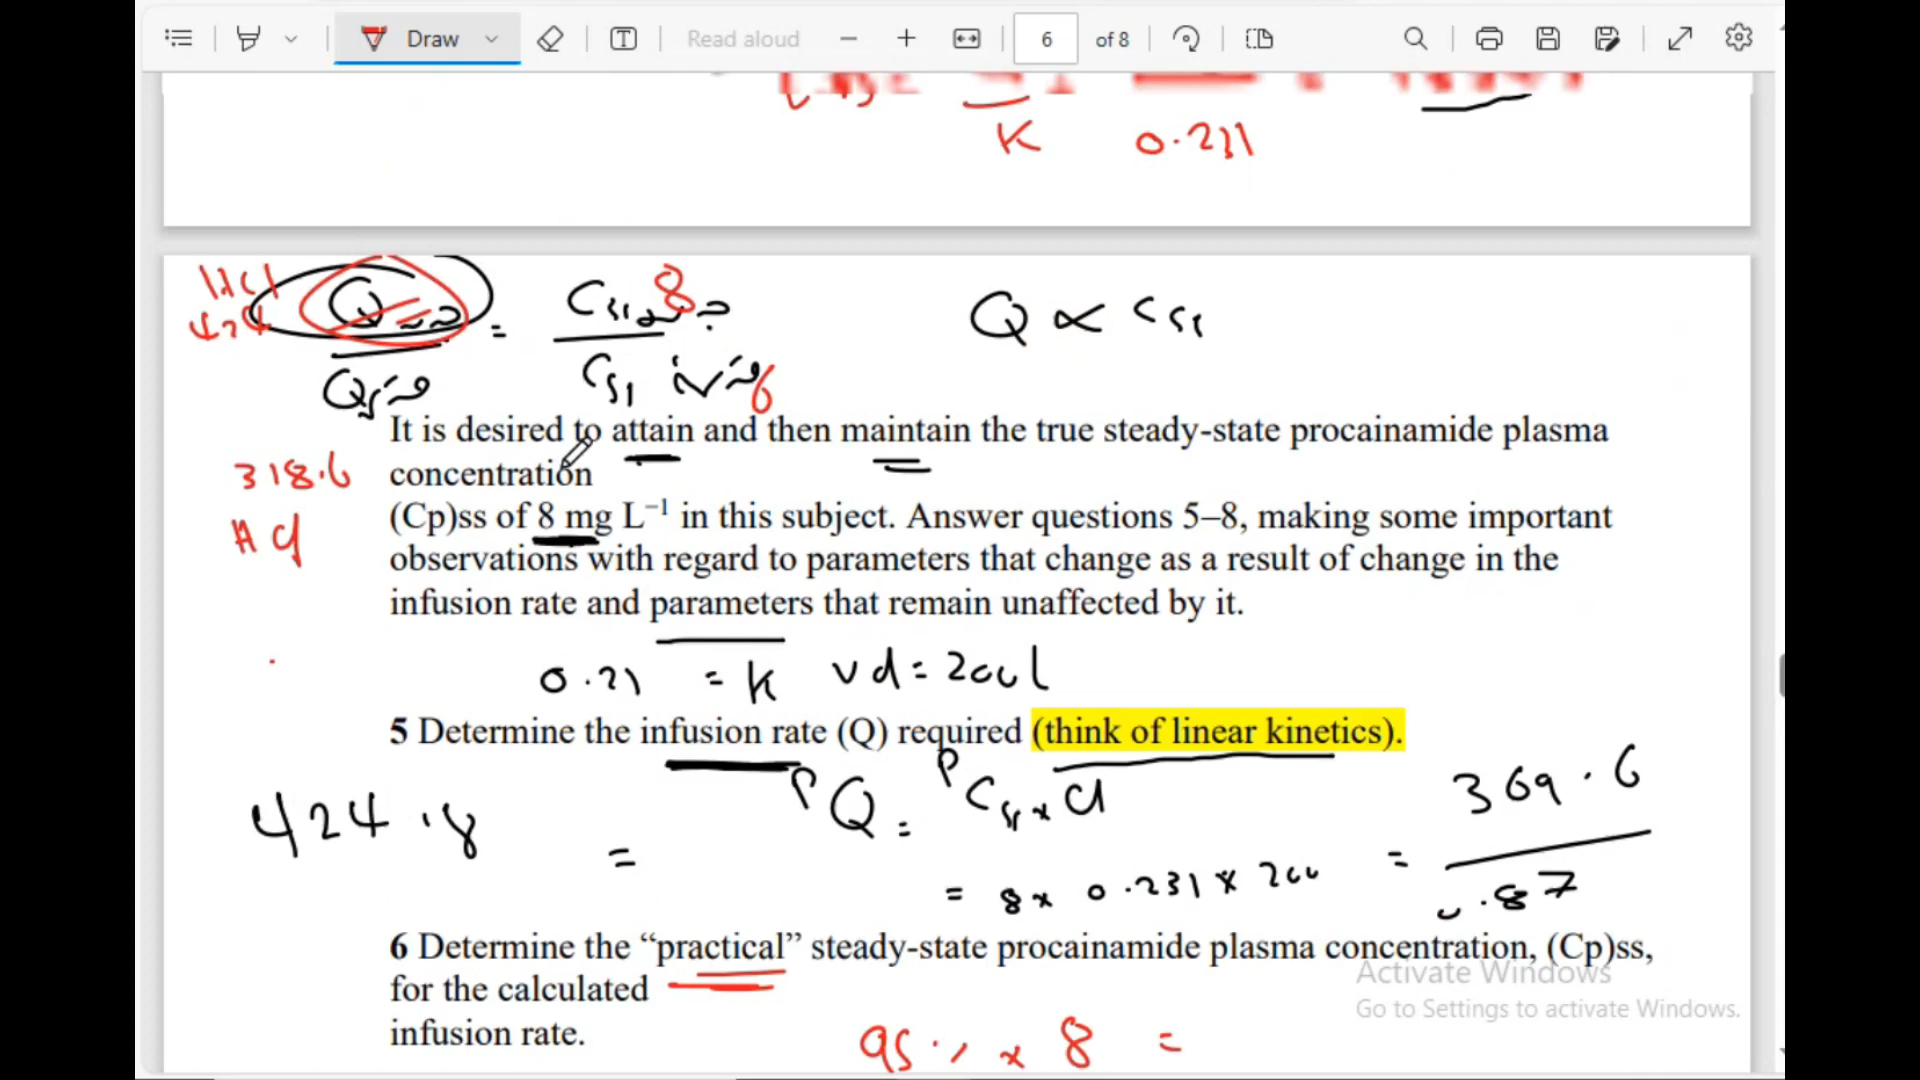 Draw
Read aloud
6
of 8
K
0.231
HCl
424
8
Q ∝ Css
6
It is desired to attain and then maintain the true steady-state procainamide plasma
concentration
318.6
(Cp)ss of 8 mg L⁻¹ in this subject. Answer questions 5–8, making some important
observations with regard to parameters that change as a result of change in the
infusion rate and parameters that remain unaffected by it.
0.21 = K Vd = 200 l
5 Determine the infusion rate (Q) required (think of linear kinetics).
424.8 =
Q = Css × Cl
= 8 × 0.231 × 200 = 369.6
0.87
6 Determine the “practical” steady-state procainamide plasma concentration, (Cp)ss,
for the calculated
infusion rate.
95% × 8 =
Activate Windows
Go to Settings to activate Windows.